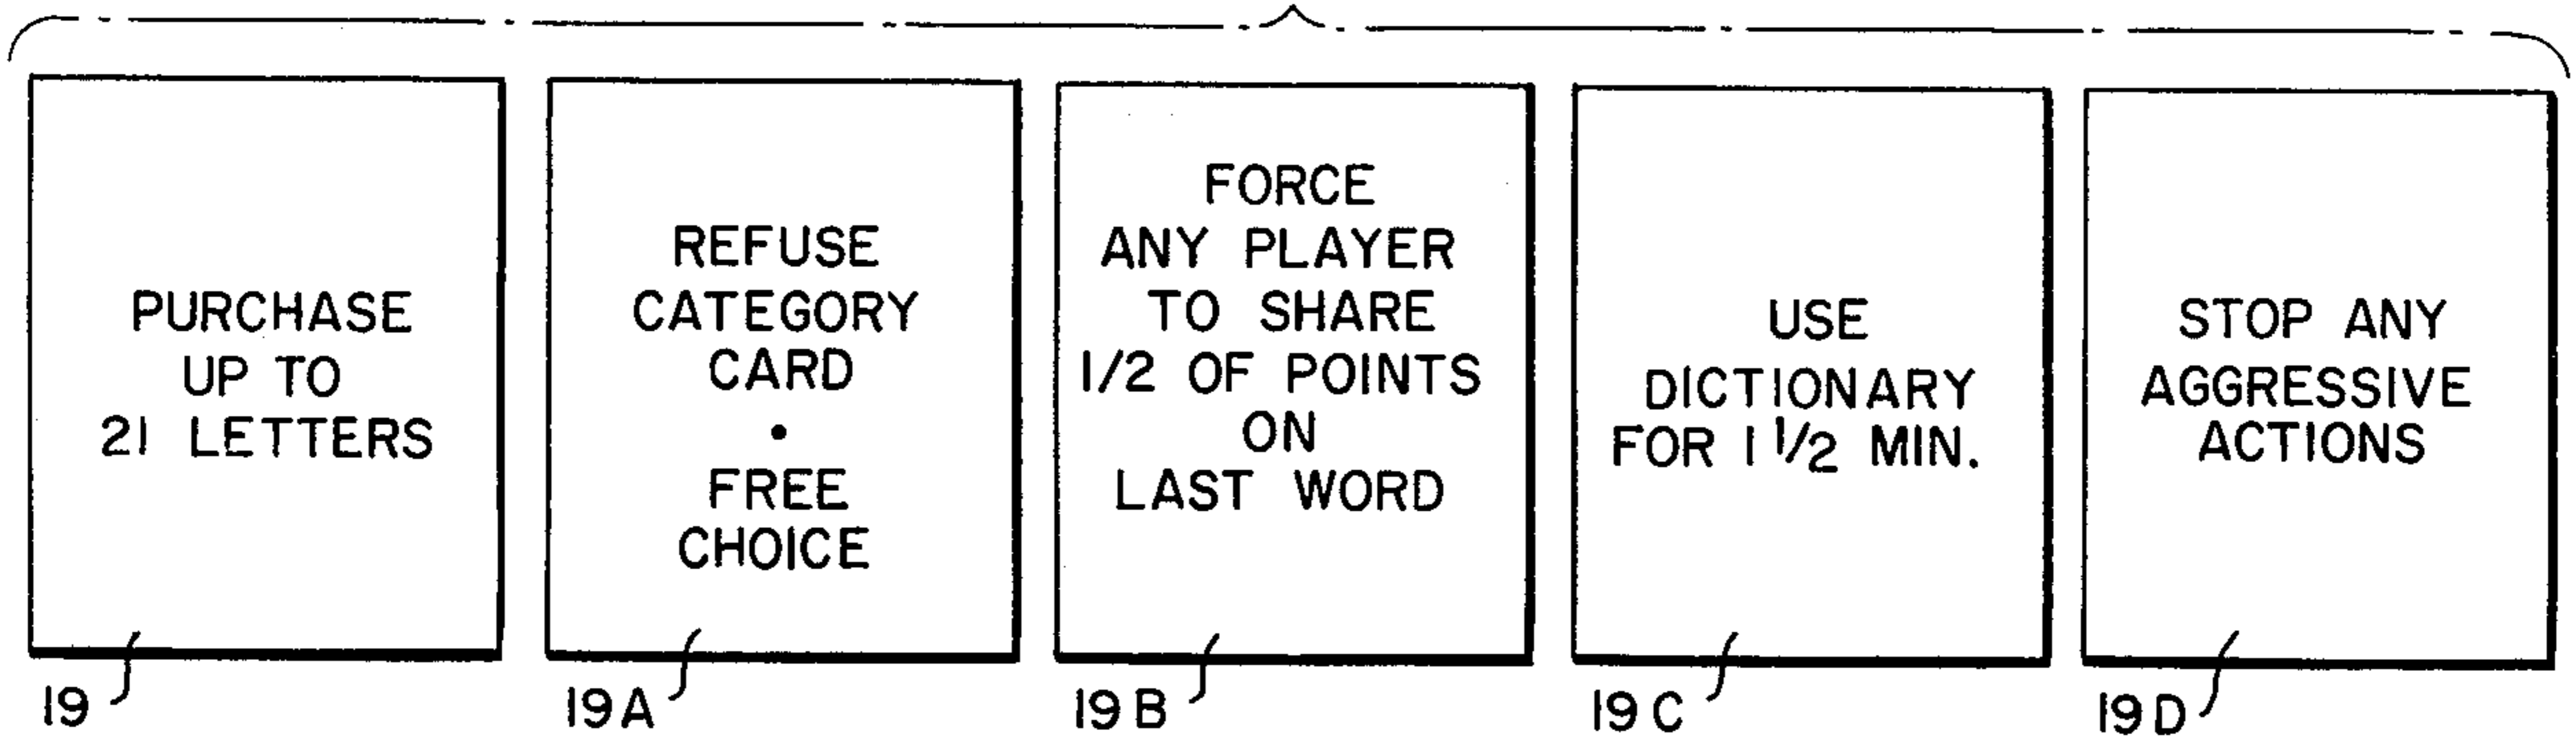 PURCHASE
UP TO
21 LETTERS
19
REFUSE
CATEGORY
CARD
•
FREE
CHOICE
19A
FORCE
ANY PLAYER
TO SHARE
1/2 OF POINTS
ON
LAST WORD
19B
USE
DICTIONARY
FOR 1 1/2 MIN.
19C
STOP ANY
AGGRESSIVE
ACTIONS
19D